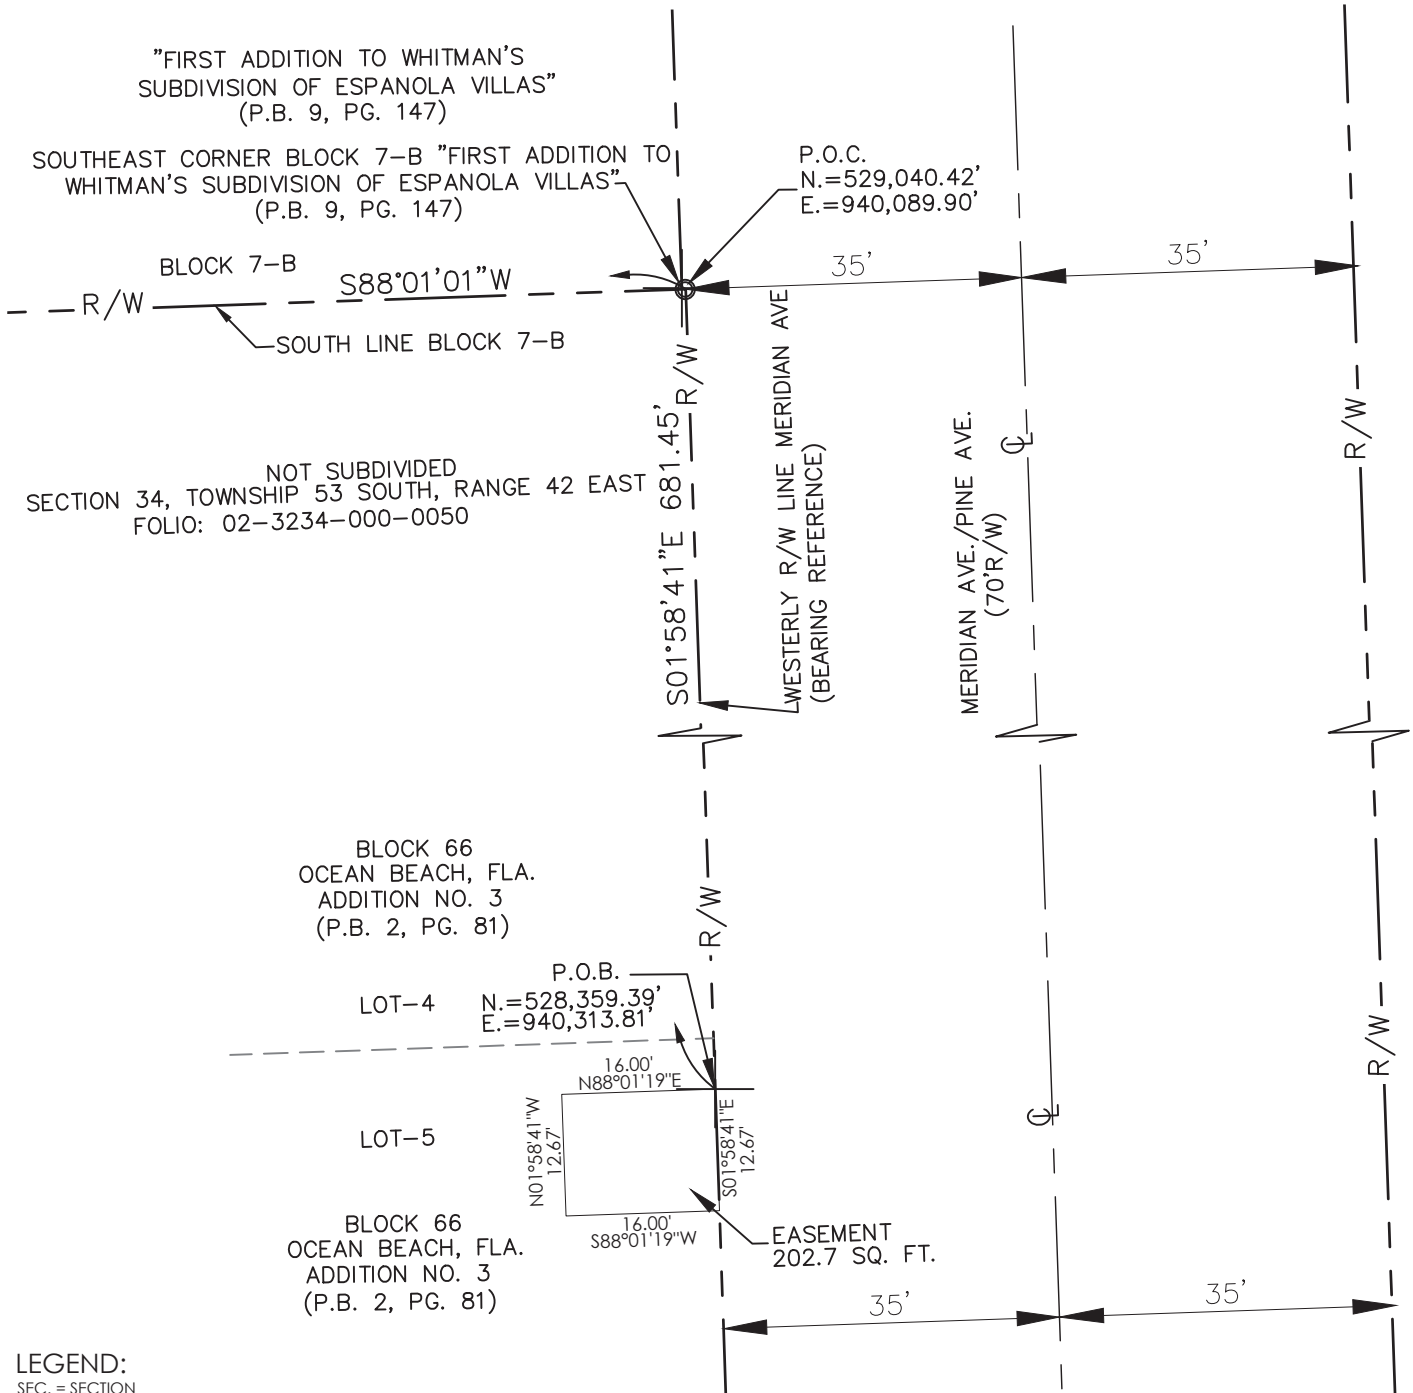 "FIRST ADDITION TO WHITMAN'S
SUBDIVISION OF ESPANOLA VILLAS"
(P.B. 9, PG. 147)
SOUTHEAST CORNER BLOCK 7-B "FIRST ADDITION TO
WHITMAN'S SUBDIVISION OF ESPANOLA VILLAS"
(P.B. 9, PG. 147)
P.O.C.
N.=529,040.42'
E.=940,089.90'
BLOCK 7-B
S88°01'01"W
R/W
SOUTH LINE BLOCK 7-B
35'
35'
R/W
S01°58'41"E 681.45'
WESTERLY R/W LINE MERIDIAN AVE
(BEARING REFERENCE)
MERIDIAN AVE./PINE AVE.
(70'R/W)
CL
R/W
NOT SUBDIVIDED
SECTION 34, TOWNSHIP 53 SOUTH, RANGE 42 EAST
FOLIO: 02-3234-000-0050
BLOCK 66
OCEAN BEACH, FLA.
ADDITION NO. 3
(P.B. 2, PG. 81)
R/W
P.O.B.
N.=528,359.39'
E.=940,313.81'
LOT-4
R/W
16.00'
N88°01'19"E
N01°58'41"W
12.67'
S01°58'41"E
12.67'
CL
LOT-5
16.00'
S88°01'19"W
BLOCK 66
OCEAN BEACH, FLA.
ADDITION NO. 3
(P.B. 2, PG. 81)
EASEMENT
202.7 SQ. FT.
35'
35'
LEGEND:
SEC. = SECTION